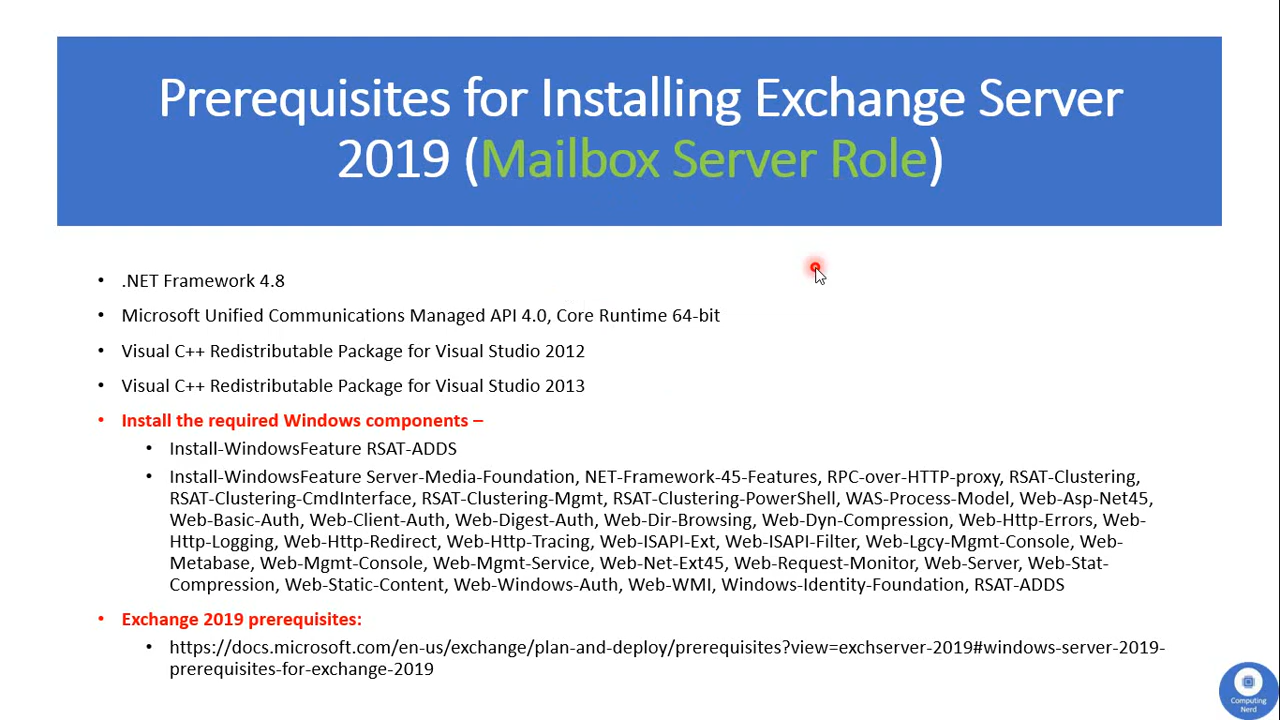 Prerequisites for Installing Exchange Server
2019 (Mailbox Server Role)
• .NET Framework 4.8
• Microsoft Unified Communications Managed API 4.0, Core Runtime 64-bit
• Visual C++ Redistributable Package for Visual Studio 2012
• Visual C++ Redistributable Package for Visual Studio 2013
• Install the required Windows components –
• Install-WindowsFeature RSAT-ADDS
• Install-WindowsFeature Server-Media-Foundation, NET-Framework-45-Features, RPC-over-HTTP-proxy, RSAT-Clustering,
RSAT-Clustering-CmdInterface, RSAT-Clustering-Mgmt, RSAT-Clustering-PowerShell, WAS-Process-Model, Web-Asp-Net45,
Web-Basic-Auth, Web-Client-Auth, Web-Digest-Auth, Web-Dir-Browsing, Web-Dyn-Compression, Web-Http-Errors, Web-
Http-Logging, Web-Http-Redirect, Web-Http-Tracing, Web-ISAPI-Ext, Web-ISAPI-Filter, Web-Lgcy-Mgmt-Console, Web-
Metabase, Web-Mgmt-Console, Web-Mgmt-Service, Web-Net-Ext45, Web-Request-Monitor, Web-Server, Web-Stat-
Compression, Web-Static-Content, Web-Windows-Auth, Web-WMI, Windows-Identity-Foundation, RSAT-ADDS
• Exchange 2019 prerequisites:
• https://docs.microsoft.com/en-us/exchange/plan-and-deploy/prerequisites?view=exchserver-2019#windows-server-2019-
prerequisites-for-exchange-2019
Computing
Nerd